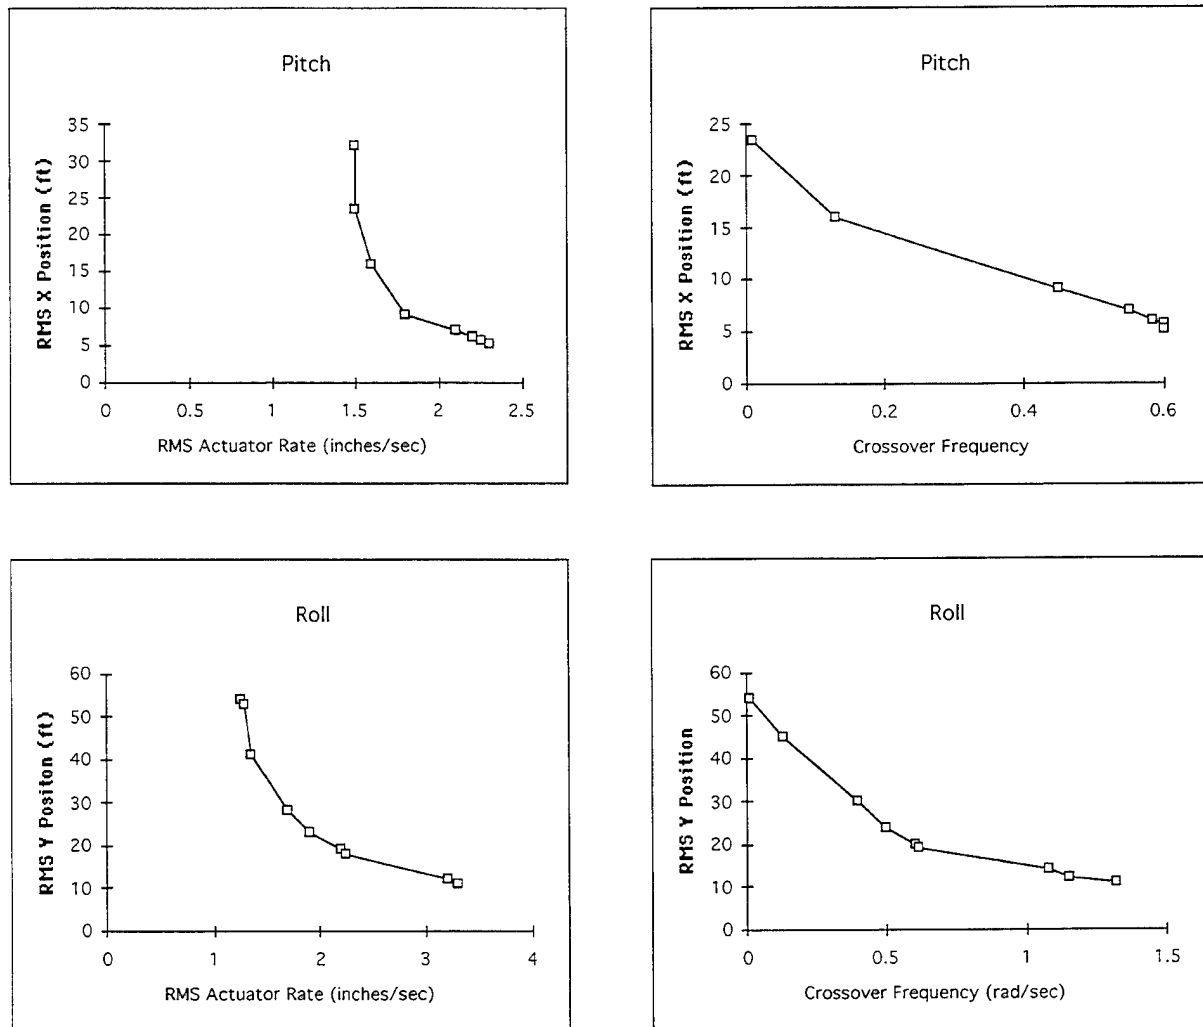 Pitch
35
30
25
20
15
10
5
0
RMS X Position (ft)
0 0.5 1 1.5 2 2.5
RMS Actuator Rate (inches/sec)
Pitch
25
20
15
10
5
0
RMS X Position (ft)
0 0.2 0.4 0.6
Crossover Frequency
Roll
60
50
40
30
20
10
0
RMS Y Positon (ft)
0 1 2 3 4
RMS Actuator Rate (inches/sec)
Roll
60
50
40
30
20
10
0
RMS Y Position
0 0.5 1 1.5
Crossover Frequency (rad/sec)